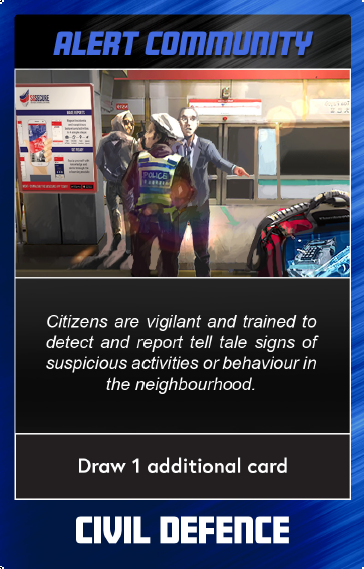 ALERT COMMUNITY
SGSECURE
POLICE
Citizens are vigilant and trained to
detect and report tell tale signs of
suspicious activities or behaviour in
the neighbourhood.
Draw 1 additional card
CIVIL DEFENCE